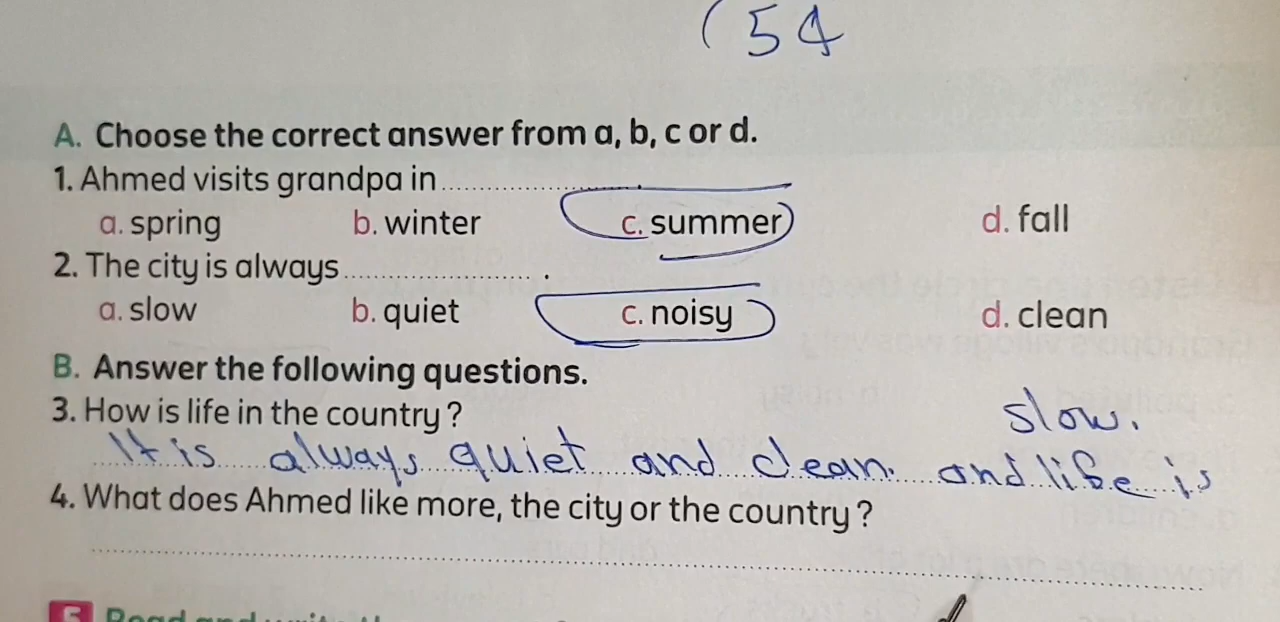 ( 54
A. Choose the correct answer from a, b, c or d.
1. Ahmed visits grandpa in ....................
a. spring b. winter c. summer d. fall
2. The city is always .................... .
a. slow b. quiet c. noisy d. clean
B. Answer the following questions.
3. How is life in the country ?
slow.
It is always quiet and clean. and life is
4. What does Ahmed like more, the city or the country ?
5 Read and